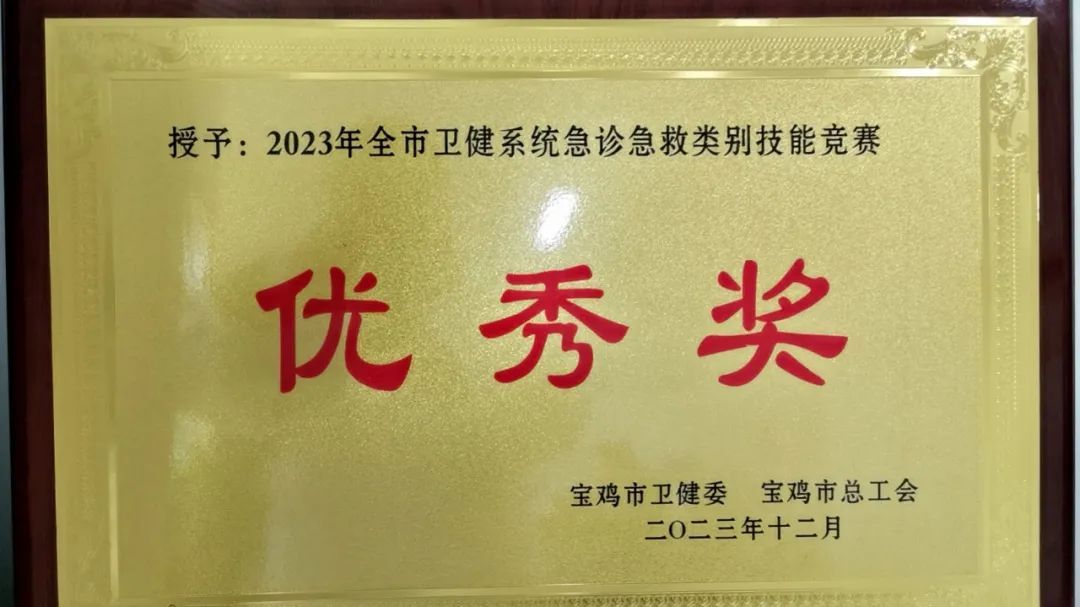 授予：2023年全市卫健系统急诊急救类别技能竞赛
优秀奖
宝鸡市卫健委 宝鸡市总工会
二〇二三年十二月